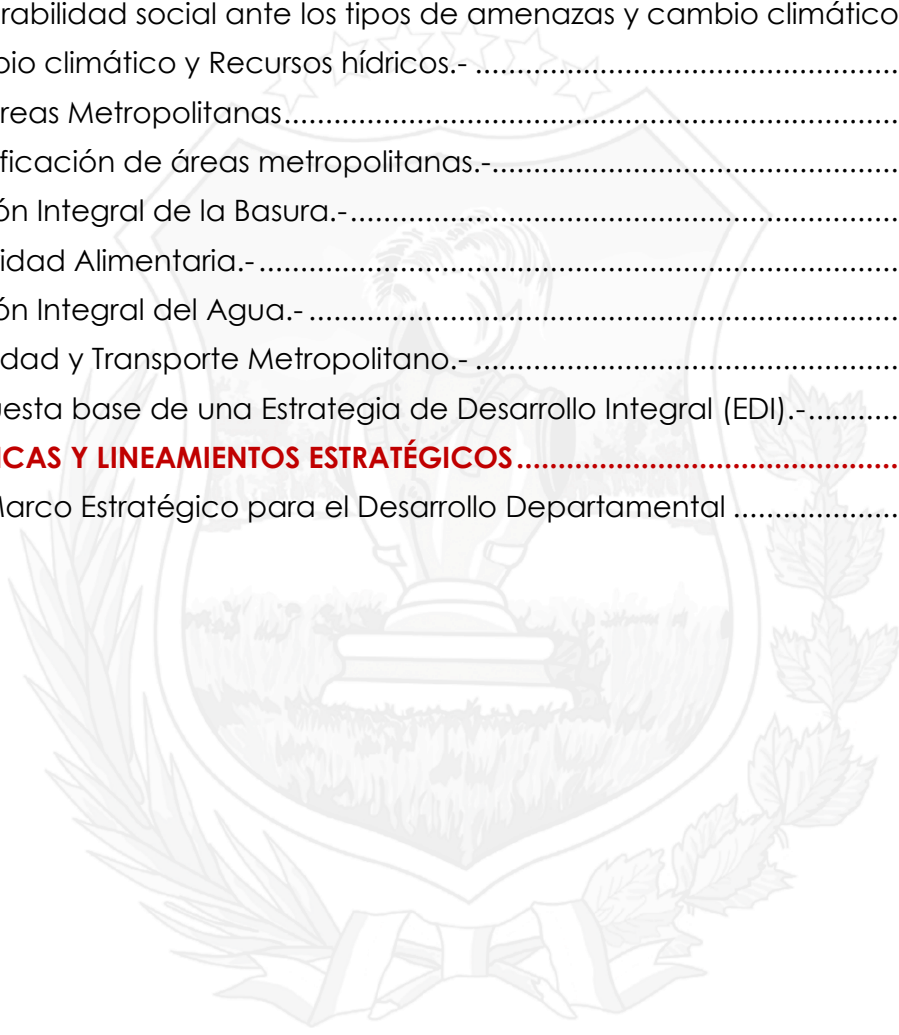 rabilidad social ante los tipos de amenazas y cambio climático
bio climático y Recursos hídricos.- ..................................................
reas Metropolitanas..........................................................................
ficación de áreas metropolitanas.-.................................................
ón Integral de la Basura.-..................................................................
idad Alimentaria.-.............................................................................
ón Integral del Agua.- .......................................................................
dad y Transporte Metropolitano.- ...................................................
uesta base de una Estrategia de Desarrollo Integral (EDI).-...........
ICAS Y LINEAMIENTOS ESTRATÉGICOS..............................................
Marco Estratégico para el Desarrollo Departamental ....................